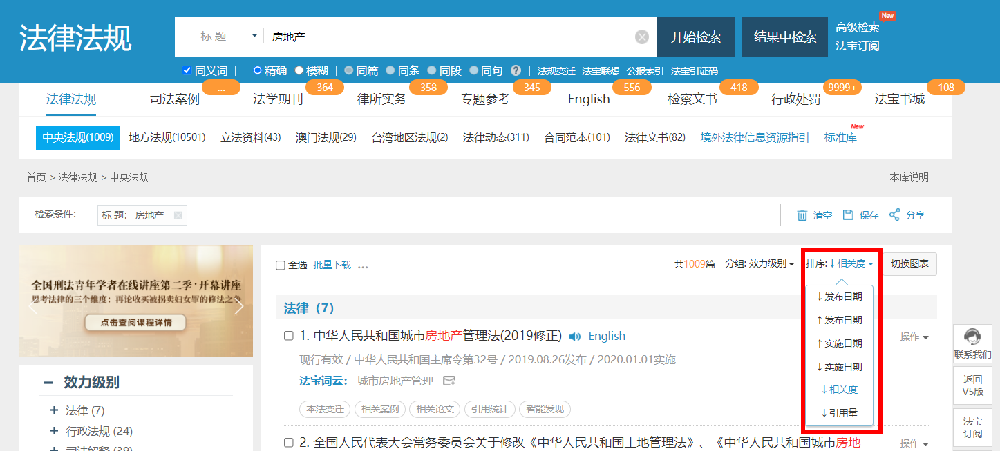 法律法规
标 题 房地产
开始检索
结果中检索
New
高级检索
法宝订阅
同义词 | 精确 模糊 | 同篇 同条 同段 同句 ? | 法规变迁 法宝联想 公报索引 法宝引证码
法律法规 司法案例 ... 法学期刊 364 律所实务 358 专题参考 345 English 556 检察文书 418 行政处罚 9999+ 法宝书城 108
中央法规(1009) 地方法规(10501) 立法资料(43) 澳门法规(29) 台湾地区法规(2) 法律动态(311) 合同范本(101) 法律文书(82) 境外法律信息资源指引 标准库 New
首页 > 法律法规 > 中央法规
本库说明
检索条件: 标 题: 房地产
清空 保存 分享
全国刑法青年学者在线讲座第二季·开幕讲座
思考法律的三个维度：再论收买被拐卖妇女罪的修法之争
点击查阅课程详情
效力级别
+ 法律 (7)
+ 行政法规 (24)
+ 司法解释 (39)
全选 批量下载 ...
共1009篇 分组: 效力级别 排序: ↓相关度 切换图表
↓发布日期
↑发布日期
↑实施日期
↓实施日期
↓相关度
↓引用量
法律（7）
1. 中华人民共和国城市房地产管理法(2019修正) English
操作
现行有效 / 中华人民共和国主席令第32号 / 2019.08.26发布 / 2020.01.01实施
法宝问云： 城市房地产管理
本法变迁 相关案例 相关论文 引用统计 智能发现
2. 全国人民代表大会常务委员会关于修改《中华人民共和国土地管理法》、《中华人民共和国城市房地
操作
联系我们
返回
V5版
法宝
订阅